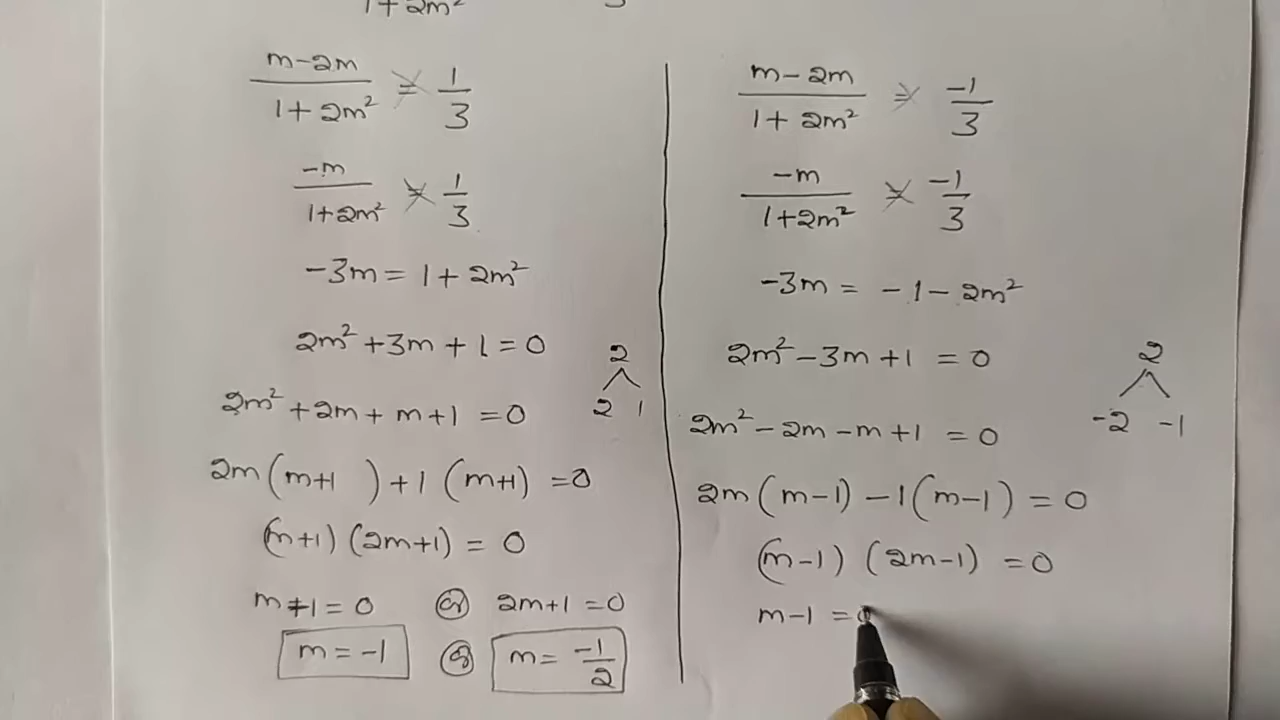 1+2m²
m-2m / 1+2m² = 1/3
-m / 1+2m² = 1/3
-3m = 1+2m²
2m²+3m+1=0
2
2 1
2m²+2m+m+1=0
2m(m+1 )+1(m+1)=0
(m+1)(2m+1)=0
m+1=0 or 2m+1=0
m=-1 or m=-1/2
m-2m / 1+2m² = -1/3
-m / 1+2m² = -1/3
-3m = -1-2m²
2m²-3m+1=0
2
-2 -1
2m²-2m-m+1=0
2m(m-1)-1(m-1)=0
(m-1)(2m-1)=0
m-1=0